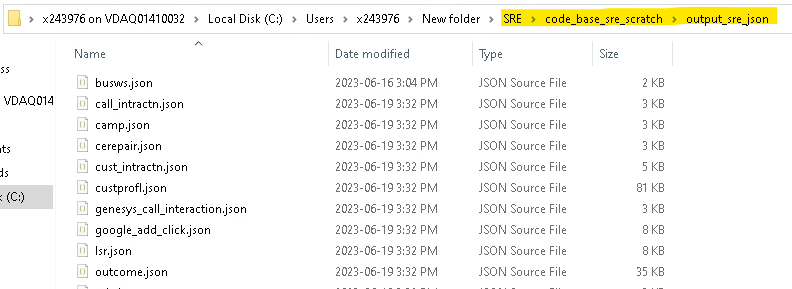 x243976 on VDAQ01410032 > Local Disk (C:) > Users > x243976 > New folder > SRE > code_base_sre_scratch > output_sre_json
Name Date modified Type Size
busws.json 2023-06-16 3:04 PM JSON Source File 2 KB
call_intractn.json 2023-06-19 3:32 PM JSON Source File 3 KB
camp.json 2023-06-19 3:32 PM JSON Source File 3 KB
cerepair.json 2023-06-19 3:32 PM JSON Source File 3 KB
cust_intractn.json 2023-06-19 3:32 PM JSON Source File 5 KB
custprofl.json 2023-06-19 3:32 PM JSON Source File 81 KB
genesys_call_interaction.json 2023-06-19 3:32 PM JSON Source File 3 KB
google_add_click.json 2023-06-19 3:32 PM JSON Source File 8 KB
lsr.json 2023-06-19 3:32 PM JSON Source File 8 KB
outcome.json 2023-06-19 3:32 PM JSON Source File 35 KB
ess
VDAQ014
nts
ds
k (C:)